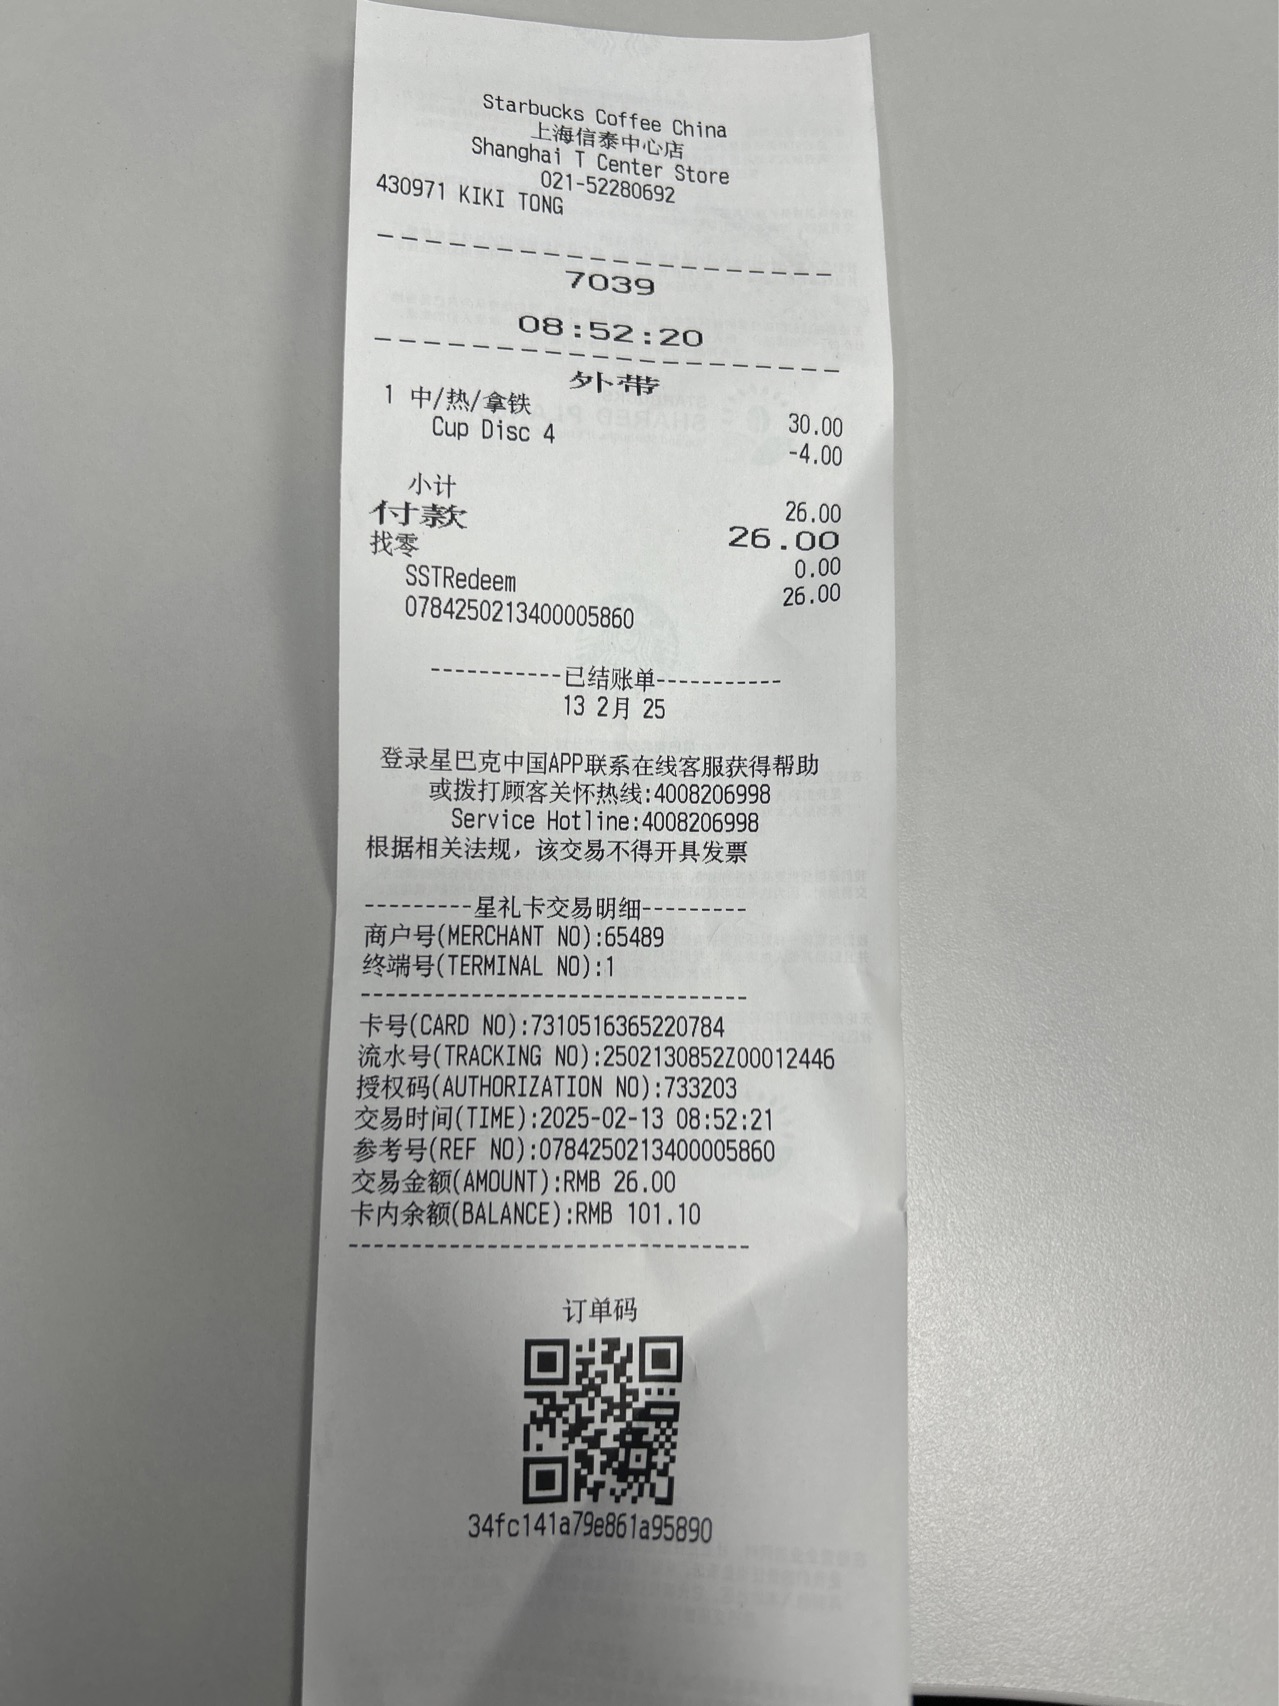 Starbucks Coffee China
上海信泰中心店
Shanghai T Center Store
021-52280692
430971 KIKI TONG
--------------------
7039
08:52:20
--------------------
外带
1 中/热/拿铁 30.00
Cup Disc 4 -4.00
小计 26.00
付款 26.00
找零 0.00
SSTRedeem 26.00
0784250213400005860
-----------已结账单-----------
13 2月 25
登录星巴克中国APP联系在线客服获得帮助
或拨打顾客关怀热线:4008206998
Service Hotline:4008206998
根据相关法规，该交易不得开具发票
---------星礼卡交易明细---------
商户号(MERCHANT NO):65489
终端号(TERMINAL NO):1
--------------------------------
卡号(CARD NO):7310516365220784
流水号(TRACKING NO):2502130852Z00012446
授权码(AUTHORIZATION NO):733203
交易时间(TIME):2025-02-13 08:52:21
参考号(REF NO):0784250213400005860
交易金额(AMOUNT):RMB 26.00
卡内余额(BALANCE):RMB 101.10
--------------------------------
订单码
34fc141a79e861a95890